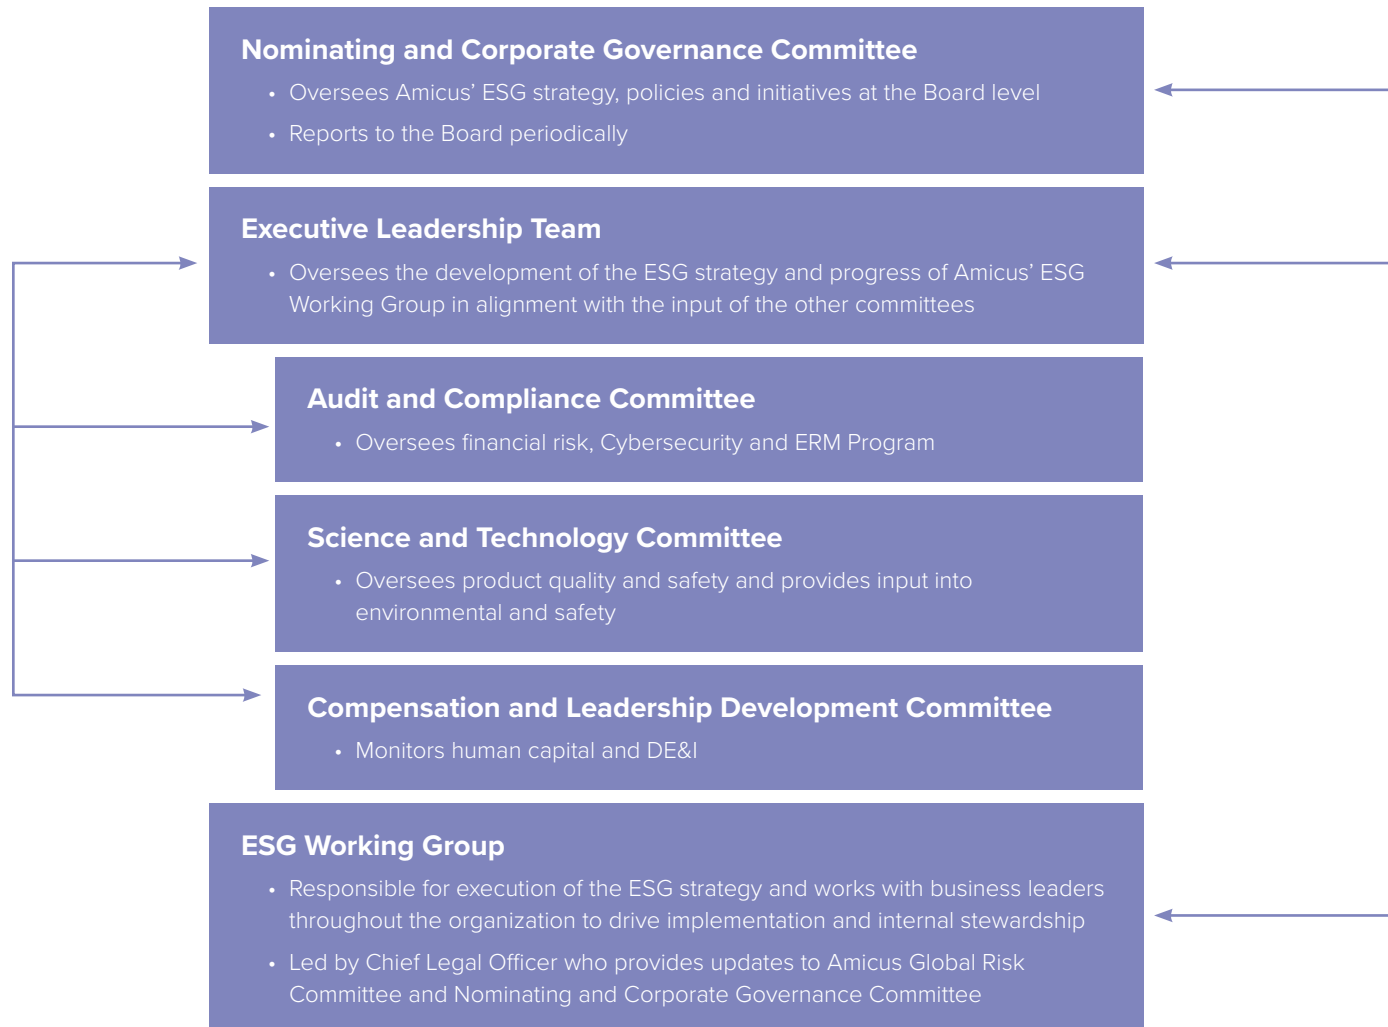 Nominating and Corporate Governance Committee
• Oversees Amicus’ ESG strategy, policies and initiatives at the Board level
• Reports to the Board periodically
Executive Leadership Team
• Oversees the development of the ESG strategy and progress of Amicus’ ESG
Working Group in alignment with the input of the other committees
Audit and Compliance Committee
• Oversees financial risk, Cybersecurity and ERM Program
Science and Technology Committee
• Oversees product quality and safety and provides input into
environmental and safety
Compensation and Leadership Development Committee
• Monitors human capital and DE&I
ESG Working Group
• Responsible for execution of the ESG strategy and works with business leaders
throughout the organization to drive implementation and internal stewardship
• Led by Chief Legal Officer who provides updates to Amicus Global Risk
Committee and Nominating and Corporate Governance Committee